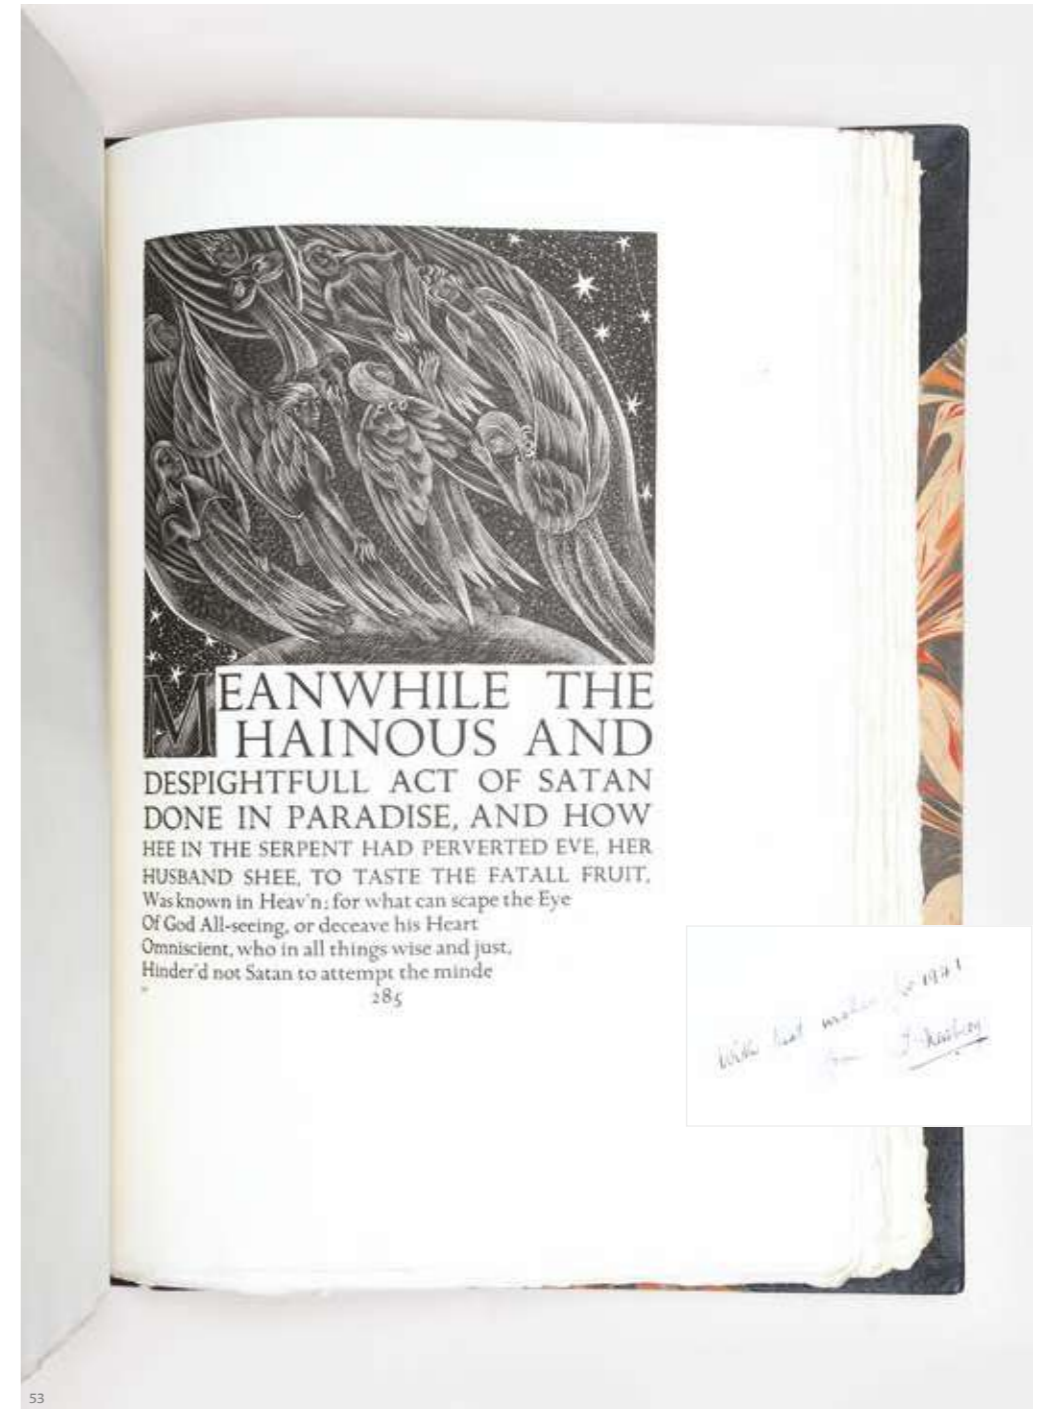 MEANWHILE THE
HAINOUS AND
DESPIGHTFULL ACT OF SATAN
DONE IN PARADISE, AND HOW
HEE IN THE SERPENT HAD PERVERTED EVE, HER
HUSBAND SHEE, TO TASTE THE FATALL FRUIT,
Was known in Heav'n; for what can scape the Eye
Of God All-seeing, or deceave his Heart
Omniscient, who in all things wise and just,
Hinder'd not Satan to attempt the minde
285
with best wishes for 1941
from
53